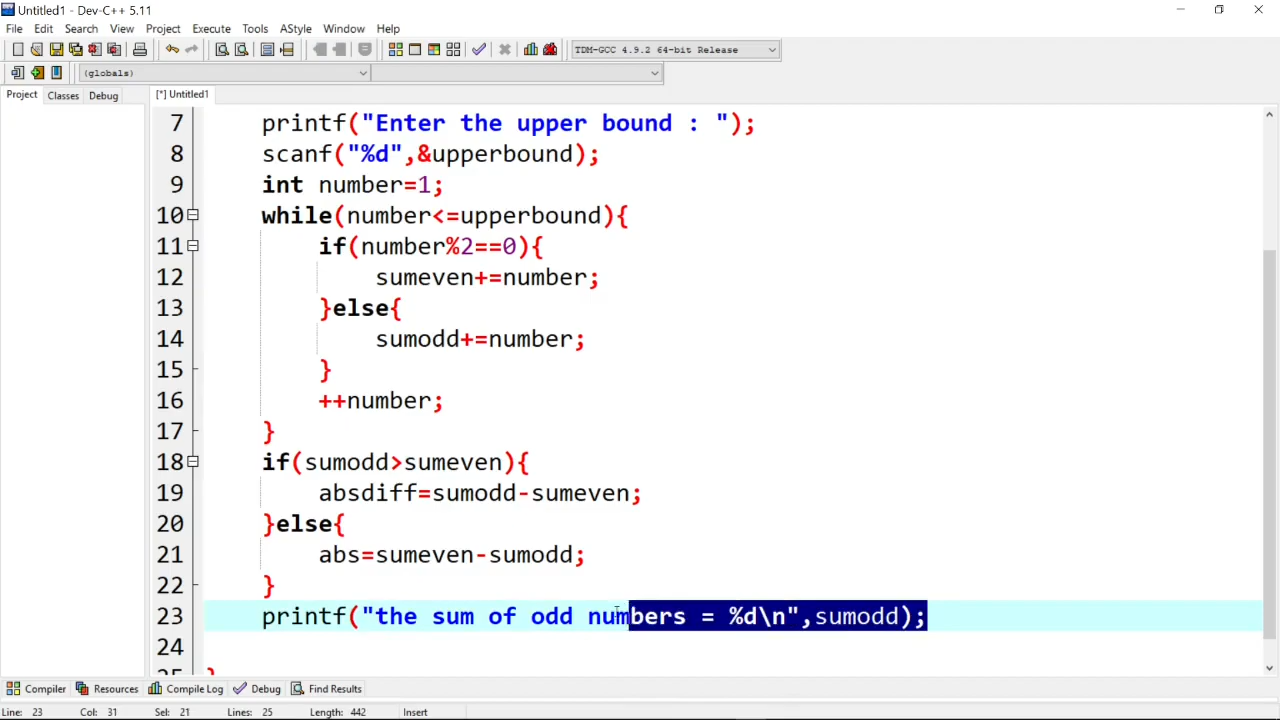 Untitled1 - Dev-C++ 5.11
File Edit Search View Project Execute Tools AStyle Window Help
TDM-GCC 4.9.2 64-bit Release
(globals)
Project Classes Debug [*] Untitled1
7 printf("Enter the upper bound : ");
8 scanf("%d",&upperbound);
9 int number=1;
10 while(number<=upperbound){
11 if(number%2==0){
12 sumeven+=number;
13 }else{
14 sumodd+=number;
15 }
16 ++number;
17 }
18 if(sumodd>sumeven){
19 absdiff=sumodd-sumeven;
20 }else{
21 abs=sumeven-sumodd;
22 }
23 printf("the sum of odd numbers = %d\n",sumodd);
24
25 }
Compiler Resources Compile Log Debug Find Results
Line: 23 Col: 31 Sel: 21 Lines: 25 Length: 442 Insert